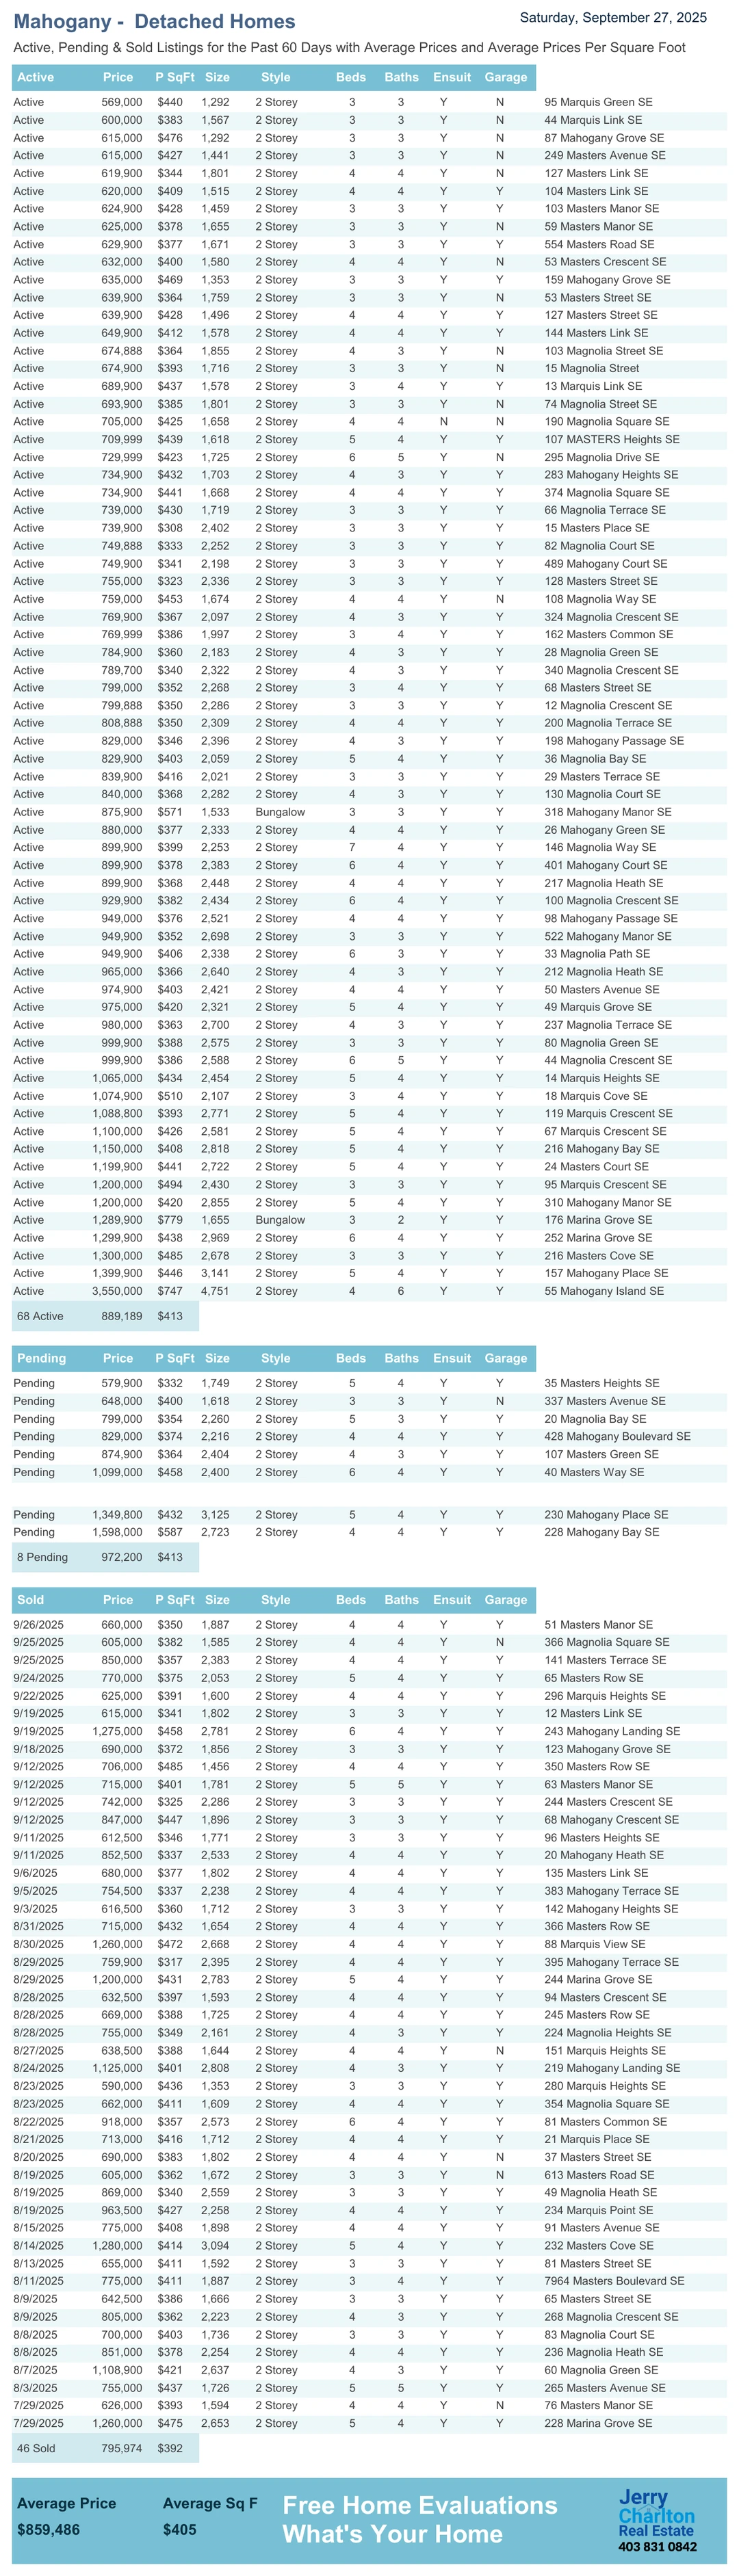 Mahogany - Detached Homes
Saturday, September 27, 2025
Active, Pending & Sold Listings for the Past 60 Days with Average Prices and Average Prices Per Square Foot
Active Price P SqFt Size Style Beds Baths Ensuit Garage
Active 569,000 $440 1,292 2 Storey 3 3 Y N 95 Marquis Green SE
Active 600,000 $383 1,567 2 Storey 3 3 Y N 44 Marquis Link SE
Active 615,000 $476 1,292 2 Storey 3 3 Y N 87 Mahogany Grove SE
Active 615,000 $427 1,441 2 Storey 3 3 Y N 249 Masters Avenue SE
Active 619,900 $344 1,801 2 Storey 4 4 Y N 127 Masters Link SE
Active 620,000 $409 1,515 2 Storey 4 4 Y Y 104 Masters Link SE
Active 624,900 $428 1,459 2 Storey 3 3 Y Y 103 Masters Manor SE
Active 625,000 $378 1,655 2 Storey 3 3 Y N 59 Masters Manor SE
Active 629,900 $377 1,671 2 Storey 3 3 Y Y 554 Masters Road SE
Active 632,000 $400 1,580 2 Storey 4 4 Y N 53 Masters Crescent SE
Active 635,000 $469 1,353 2 Storey 3 3 Y Y 159 Mahogany Grove SE
Active 639,900 $364 1,759 2 Storey 3 3 Y N 53 Masters Street SE
Active 639,900 $428 1,496 2 Storey 4 4 Y Y 127 Masters Street SE
Active 649,900 $412 1,578 2 Storey 4 4 Y Y 144 Masters Link SE
Active 674,888 $364 1,855 2 Storey 4 3 Y N 103 Magnolia Street SE
Active 674,900 $393 1,716 2 Storey 3 3 Y N 15 Magnolia Street
Active 689,900 $437 1,578 2 Storey 3 4 Y Y 13 Marquis Link SE
Active 693,900 $385 1,801 2 Storey 3 3 Y N 74 Magnolia Street SE
Active 705,000 $425 1,658 2 Storey 4 4 N N 190 Magnolia Square SE
Active 709,999 $439 1,618 2 Storey 5 4 Y Y 107 MASTERS Heights SE
Active 729,999 $423 1,725 2 Storey 6 5 Y N 295 Magnolia Drive SE
Active 734,900 $432 1,703 2 Storey 4 3 Y Y 283 Mahogany Heights SE
Active 734,900 $441 1,668 2 Storey 4 4 Y Y 374 Magnolia Square SE
Active 739,000 $430 1,719 2 Storey 3 3 Y Y 66 Magnolia Terrace SE
Active 739,900 $308 2,402 2 Storey 3 3 Y Y 15 Masters Place SE
Active 749,888 $333 2,252 2 Storey 3 3 Y Y 82 Magnolia Court SE
Active 749,900 $341 2,198 2 Storey 3 3 Y Y 489 Mahogany Court SE
Active 755,000 $323 2,336 2 Storey 3 3 Y Y 128 Masters Street SE
Active 759,000 $453 1,674 2 Storey 4 4 Y N 108 Magnolia Way SE
Active 769,900 $367 2,097 2 Storey 4 3 Y Y 324 Magnolia Crescent SE
Active 769,999 $386 1,997 2 Storey 3 4 Y Y 162 Masters Common SE
Active 784,900 $360 2,183 2 Storey 4 3 Y Y 28 Magnolia Green SE
Active 789,700 $340 2,322 2 Storey 4 3 Y Y 340 Magnolia Crescent SE
Active 799,000 $352 2,268 2 Storey 3 4 Y Y 68 Masters Street SE
Active 799,888 $350 2,286 2 Storey 3 3 Y Y 12 Magnolia Crescent SE
Active 808,888 $350 2,309 2 Storey 4 4 Y Y 200 Magnolia Terrace SE
Active 829,000 $346 2,396 2 Storey 4 3 Y Y 198 Mahogany Passage SE
Active 829,900 $403 2,059 2 Storey 5 4 Y Y 36 Magnolia Bay SE
Active 839,900 $416 2,021 2 Storey 3 3 Y Y 29 Masters Terrace SE
Active 840,000 $368 2,282 2 Storey 4 3 Y Y 130 Magnolia Court SE
Active 875,900 $571 1,533 Bungalow 3 3 Y Y 318 Mahogany Manor SE
Active 880,000 $377 2,333 2 Storey 4 4 Y Y 26 Mahogany Green SE
Active 899,900 $399 2,253 2 Storey 7 4 Y Y 146 Magnolia Way SE
Active 899,900 $378 2,383 2 Storey 6 4 Y Y 401 Mahogany Court SE
Active 899,900 $368 2,448 2 Storey 4 4 Y Y 217 Magnolia Heath SE
Active 929,900 $382 2,434 2 Storey 6 4 Y Y 100 Magnolia Crescent SE
Active 949,000 $376 2,521 2 Storey 4 4 Y Y 98 Mahogany Passage SE
Active 949,900 $352 2,698 2 Storey 3 3 Y Y 522 Mahogany Manor SE
Active 949,900 $406 2,338 2 Storey 6 3 Y Y 33 Magnolia Path SE
Active 965,000 $366 2,640 2 Storey 4 3 Y Y 212 Magnolia Heath SE
Active 974,900 $403 2,421 2 Storey 4 4 Y Y 50 Masters Avenue SE
Active 975,000 $420 2,321 2 Storey 5 4 Y Y 49 Marquis Grove SE
Active 980,000 $363 2,700 2 Storey 4 3 Y Y 237 Magnolia Terrace SE
Active 999,900 $388 2,575 2 Storey 3 3 Y Y 80 Magnolia Green SE
Active 999,900 $386 2,588 2 Storey 6 5 Y Y 44 Magnolia Crescent SE
Active 1,065,000 $434 2,454 2 Storey 5 4 Y Y 14 Marquis Heights SE
Active 1,074,900 $510 2,107 2 Storey 3 4 Y Y 18 Marquis Cove SE
Active 1,088,800 $393 2,771 2 Storey 5 4 Y Y 119 Marquis Crescent SE
Active 1,100,000 $426 2,581 2 Storey 5 4 Y Y 67 Marquis Crescent SE
Active 1,150,000 $408 2,818 2 Storey 5 4 Y Y 216 Mahogany Bay SE
Active 1,199,900 $441 2,722 2 Storey 5 4 Y Y 24 Masters Court SE
Active 1,200,000 $494 2,430 2 Storey 3 3 Y Y 95 Marquis Crescent SE
Active 1,200,000 $420 2,855 2 Storey 5 4 Y Y 310 Mahogany Manor SE
Active 1,289,900 $779 1,655 Bungalow 3 2 Y Y 176 Marina Grove SE
Active 1,299,900 $438 2,969 2 Storey 6 4 Y Y 252 Marina Grove SE
Active 1,300,000 $485 2,678 2 Storey 3 3 Y Y 216 Masters Cove SE
Active 1,399,900 $446 3,141 2 Storey 5 4 Y Y 157 Mahogany Place SE
Active 3,550,000 $747 4,751 2 Storey 4 6 Y Y 55 Mahogany Island SE
68 Active 889,189 $413
Pending Price P SqFt Size Style Beds Baths Ensuit Garage
Pending 579,900 $332 1,749 2 Storey 5 4 Y Y 35 Masters Heights SE
Pending 648,000 $400 1,618 2 Storey 3 3 Y N 337 Masters Avenue SE
Pending 799,000 $354 2,260 2 Storey 5 3 Y Y 20 Magnolia Bay SE
Pending 829,000 $374 2,216 2 Storey 4 4 Y Y 428 Mahogany Boulevard SE
Pending 874,900 $364 2,404 2 Storey 4 3 Y Y 107 Masters Green SE
Pending 1,099,000 $458 2,400 2 Storey 6 4 Y Y 40 Masters Way SE
Pending 1,349,800 $432 3,125 2 Storey 5 4 Y Y 230 Mahogany Place SE
Pending 1,598,000 $587 2,723 2 Storey 4 4 Y Y 228 Mahogany Bay SE
8 Pending 972,200 $413
Sold Price P SqFt Size Style Beds Baths Ensuit Garage
9/26/2025 660,000 $350 1,887 2 Storey 4 4 Y Y 51 Masters Manor SE
9/25/2025 605,000 $382 1,585 2 Storey 4 4 Y N 366 Magnolia Square SE
9/25/2025 850,000 $357 2,383 2 Storey 4 4 Y Y 141 Masters Terrace SE
9/24/2025 770,000 $375 2,053 2 Storey 5 4 Y Y 65 Masters Row SE
9/22/2025 625,000 $391 1,600 2 Storey 4 4 Y Y 296 Marquis Heights SE
9/19/2025 615,000 $341 1,802 2 Storey 3 3 Y Y 12 Masters Link SE
9/19/2025 1,275,000 $458 2,781 2 Storey 6 4 Y Y 243 Mahogany Landing SE
9/18/2025 690,000 $372 1,856 2 Storey 3 3 Y Y 123 Mahogany Grove SE
9/12/2025 706,000 $485 1,456 2 Storey 4 4 Y Y 350 Masters Row SE
9/12/2025 715,000 $401 1,781 2 Storey 5 5 Y Y 63 Masters Manor SE
9/12/2025 742,000 $325 2,286 2 Storey 3 3 Y Y 244 Masters Crescent SE
9/12/2025 847,000 $447 1,896 2 Storey 3 3 Y Y 68 Mahogany Crescent SE
9/11/2025 612,500 $346 1,771 2 Storey 3 3 Y Y 96 Masters Heights SE
9/11/2025 852,500 $337 2,533 2 Storey 4 4 Y Y 20 Mahogany Heath SE
9/6/2025 680,000 $377 1,802 2 Storey 4 4 Y Y 135 Masters Link SE
9/5/2025 754,500 $337 2,238 2 Storey 4 4 Y Y 383 Mahogany Terrace SE
9/3/2025 616,500 $360 1,712 2 Storey 3 3 Y Y 142 Mahogany Heights SE
8/31/2025 715,000 $432 1,654 2 Storey 4 4 Y Y 366 Masters Row SE
8/30/2025 1,260,000 $472 2,668 2 Storey 4 4 Y Y 88 Marquis View SE
8/29/2025 759,900 $317 2,395 2 Storey 4 4 Y Y 395 Mahogany Terrace SE
8/29/2025 1,200,000 $431 2,783 2 Storey 5 4 Y Y 244 Marina Grove SE
8/28/2025 632,500 $397 1,593 2 Storey 4 4 Y Y 94 Masters Crescent SE
8/28/2025 669,000 $388 1,725 2 Storey 4 4 Y Y 245 Masters Row SE
8/28/2025 755,000 $349 2,161 2 Storey 4 3 Y Y 224 Magnolia Heights SE
8/27/2025 638,500 $388 1,644 2 Storey 4 4 Y N 151 Marquis Heights SE
8/24/2025 1,125,000 $401 2,808 2 Storey 4 3 Y Y 219 Mahogany Landing SE
8/23/2025 590,000 $436 1,353 2 Storey 3 3 Y Y 280 Marquis Heights SE
8/23/2025 662,000 $411 1,609 2 Storey 4 4 Y Y 354 Magnolia Square SE
8/22/2025 918,000 $357 2,573 2 Storey 6 4 Y Y 81 Masters Common SE
8/21/2025 713,000 $416 1,712 2 Storey 4 4 Y Y 21 Marquis Place SE
8/20/2025 690,000 $383 1,802 2 Storey 4 4 Y N 37 Masters Street SE
8/19/2025 605,000 $362 1,672 2 Storey 3 3 Y N 613 Masters Road SE
8/19/2025 869,000 $340 2,559 2 Storey 3 3 Y Y 49 Magnolia Heath SE
8/19/2025 963,500 $427 2,258 2 Storey 4 4 Y Y 234 Marquis Point SE
8/15/2025 775,000 $408 1,898 2 Storey 4 4 Y Y 91 Masters Avenue SE
8/14/2025 1,280,000 $414 3,094 2 Storey 5 4 Y Y 232 Masters Cove SE
8/13/2025 655,000 $411 1,592 2 Storey 3 3 Y Y 81 Masters Street SE
8/11/2025 775,000 $411 1,887 2 Storey 3 4 Y Y 7964 Masters Boulevard SE
8/9/2025 642,500 $386 1,666 2 Storey 3 3 Y Y 65 Masters Street SE
8/9/2025 805,000 $362 2,223 2 Storey 4 3 Y Y 268 Magnolia Crescent SE
8/8/2025 700,000 $403 1,736 2 Storey 3 3 Y Y 83 Magnolia Court SE
8/8/2025 851,000 $378 2,254 2 Storey 4 4 Y Y 236 Magnolia Heath SE
8/7/2025 1,108,900 $421 2,637 2 Storey 4 3 Y Y 60 Magnolia Green SE
8/3/2025 755,000 $437 1,726 2 Storey 5 5 Y Y 265 Masters Avenue SE
7/29/2025 626,000 $393 1,594 2 Storey 4 4 Y N 76 Masters Manor SE
7/29/2025 1,260,000 $475 2,653 2 Storey 5 4 Y Y 228 Marina Grove SE
46 Sold 795,974 $392
Average Price Average Sq F
$859,486 $405
Free Home Evaluations
What's Your Home
Jerry
Charlton
Real Estate
403 831 0842